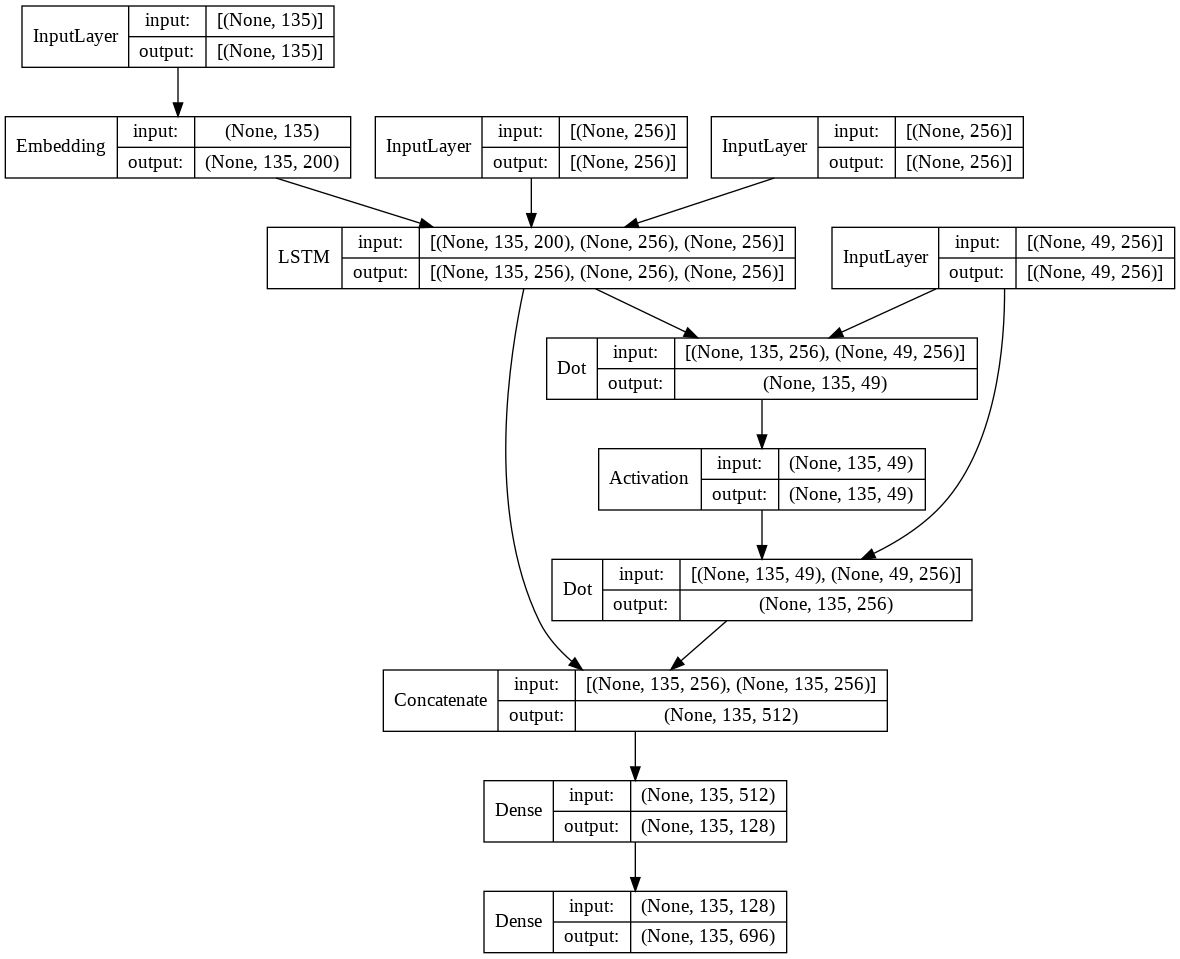 InputLayer input: [(None, 135)]
output: [(None, 135)]
Embedding input: (None, 135)
output: (None, 135, 200)
InputLayer input: [(None, 256)]
output: [(None, 256)]
InputLayer input: [(None, 256)]
output: [(None, 256)]
LSTM input: [(None, 135, 200), (None, 256), (None, 256)]
output: [(None, 135, 256), (None, 256), (None, 256)]
InputLayer input: [(None, 49, 256)]
output: [(None, 49, 256)]
Dot input: [(None, 135, 256), (None, 49, 256)]
output: (None, 135, 49)
Activation input: (None, 135, 49)
output: (None, 135, 49)
Dot input: [(None, 135, 49), (None, 49, 256)]
output: (None, 135, 256)
Concatenate input: [(None, 135, 256), (None, 135, 256)]
output: (None, 135, 512)
Dense input: (None, 135, 512)
output: (None, 135, 128)
Dense input: (None, 135, 128)
output: (None, 135, 696)